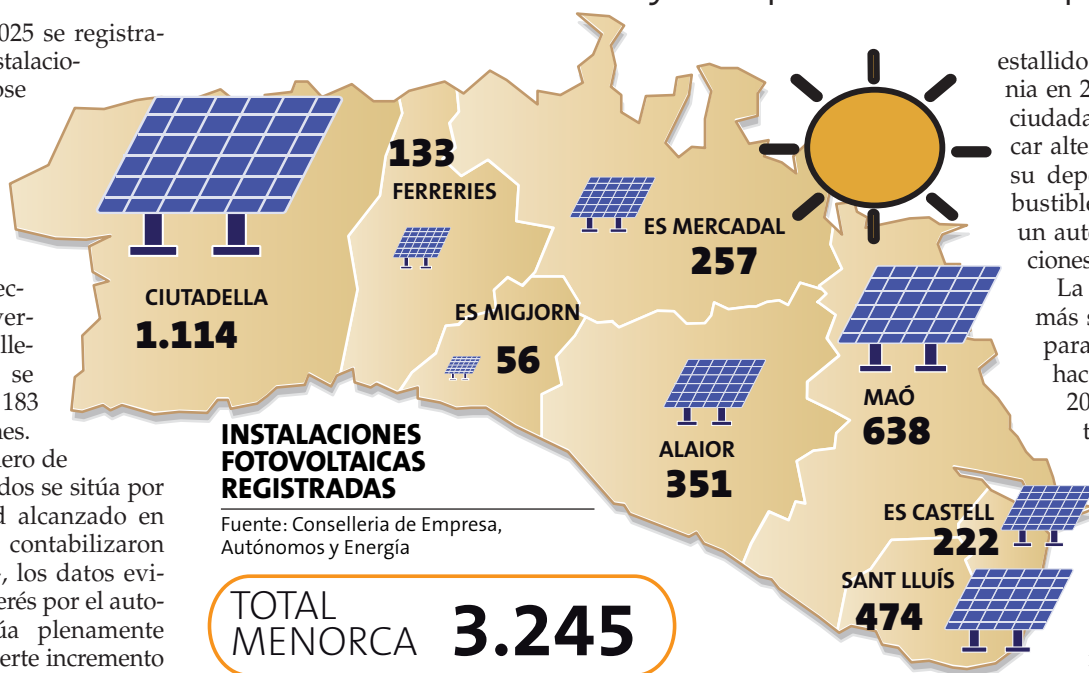 025 se registra-
stalacio-
ose
ec-
ver-
lle-
se
183
nes.
ero de
dos se sitúa por
d alcanzado en
contabilizaron
, los datos evi-
erés por el auto-
úa plenamente
erte incremento
133
FERRERIES
CIUTADELLA
1.114
ES MERCADAL
257
ES MIGJORN
56
MAÓ
638
ALAIOR
351
ES CASTELL
222
SANT LLUÍS
474
INSTALACIONES
FOTOVOLTAICAS
REGISTRADAS
Fuente: Conselleria de Empresa,
Autónomos y Energía
TOTAL
MENORCA 3.245
estallido
nia en 2
ciudada
car alte
su dep
bustible
un aut
ciones
La
más s
para
hac
20
t